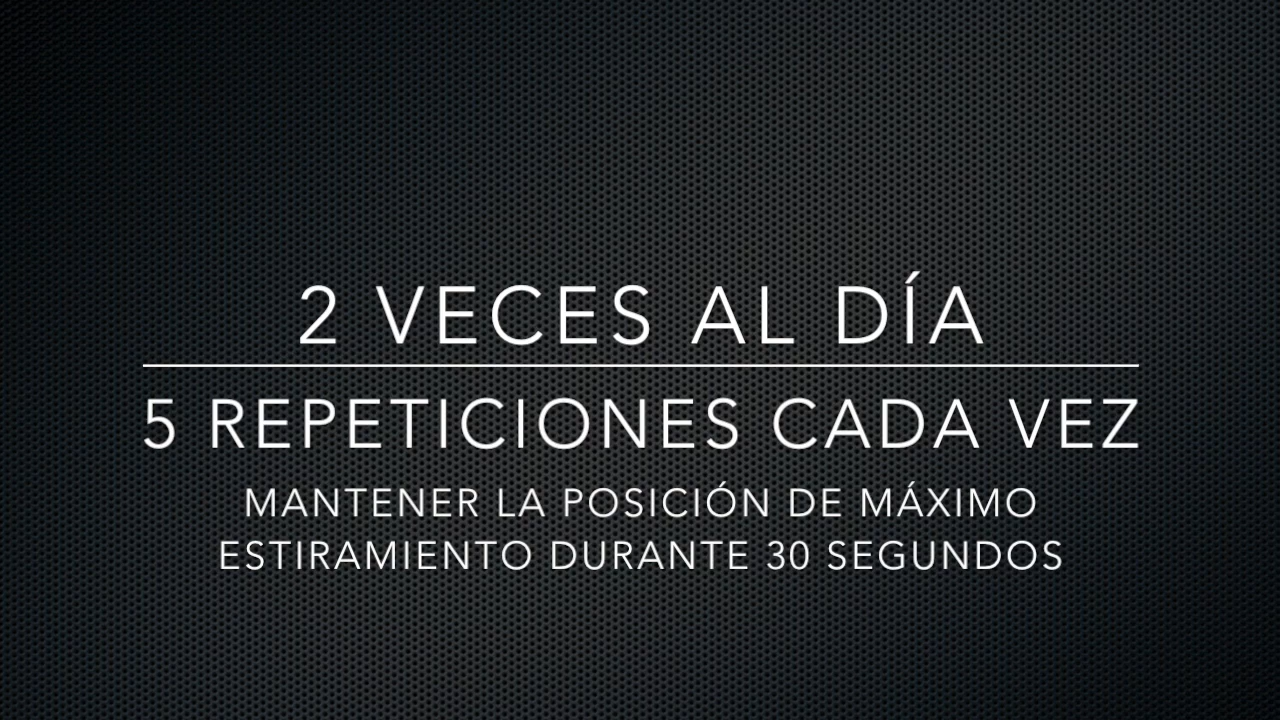 2 VECES AL DÍA
5 REPETICIONES CADA VEZ
MANTENER LA POSICIÓN DE MÁXIMO
ESTIRAMIENTO DURANTE 30 SEGUNDOS